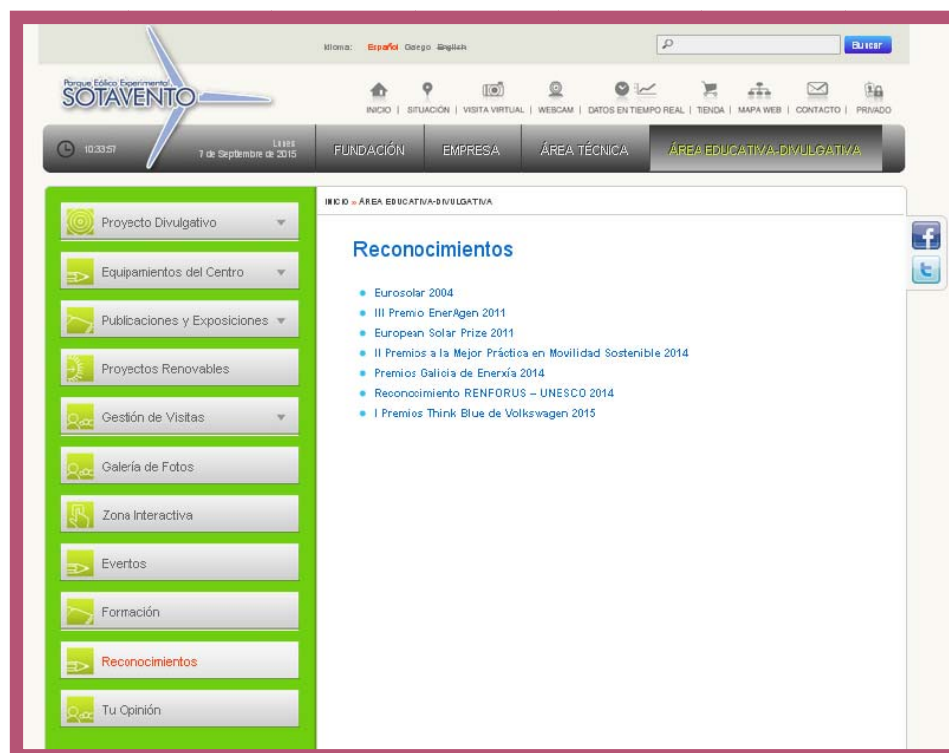 Idioma: Español Galego English
Buscar
Parque Eólico Experimental
SOTAVENTO
INICIO | SITUACIÓN | VISITA VIRTUAL | WEBCAM | DATOS EN TIEMPO REAL | TIENDA | MAPA WEB | CONTACTO | PRIVADO
10:33:57
Lunes
7 de Septiembre de 2015
FUNDACIÓN EMPRESA ÁREA TÉCNICA ÁREA EDUCATIVA-DIVULGATIVA
INICIO » ÁREA EDUCATIVA-DIVULGATIVA
Proyecto Divulgativo
Equipamientos del Centro
Publicaciones y Exposiciones
Proyectos Renovables
Gestión de Visitas
Galería de Fotos
Zona Interactiva
Eventos
Formación
Reconocimientos
Tu Opinión
Reconocimientos
Eurosolar 2004
III Premio EnerAgen 2011
European Solar Prize 2011
II Premios a la Mejor Práctica en Movilidad Sostenible 2014
Premios Galicia de Enerxía 2014
Reconocimiento RENFORUS – UNESCO 2014
I Premios Think Blue de Volkswagen 2015